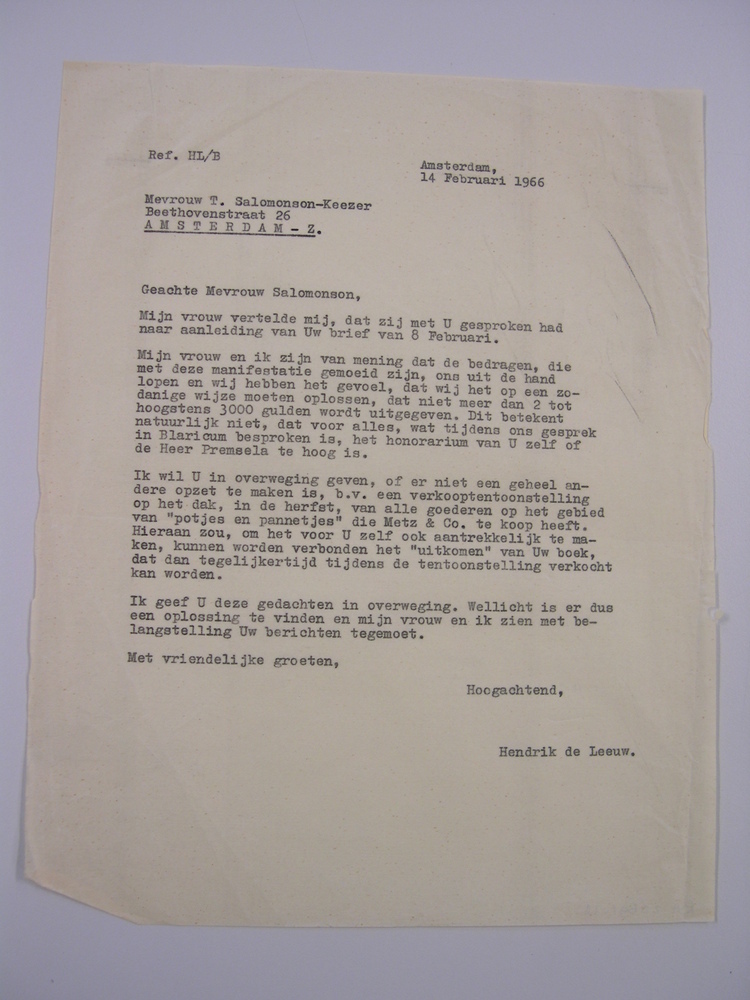 Ref. HL/B
Amsterdam,
14 Februari 1966
Mevrouw T. Salomonson-Keezer
Beethovenstraat 26
A M S T E R D A M - Z.
Geachte Mevrouw Salomonson,
Mijn vrouw vertelde mij, dat zij met U gesproken had
naar aanleiding van Uw brief van 8 Februari.
Mijn vrouw en ik zijn van mening dat de bedragen, die
met deze manifestatie gemoeid zijn, ons uit de hand
lopen en wij hebben het gevoel, dat wij het op een zo-
danige wijze moeten oplossen, dat niet meer dan 2 tot
hoogstens 3000 gulden wordt uitgegeven. Dit betekent
natuurlijk niet, dat voor alles, wat tijdens ons gesprek
in Blaricum besproken is, het honorarium van U zelf of
de Heer Premsela te hoog is.
Ik wil U in overweging geven, of er niet een geheel an-
dere opzet te maken is, b.v. een verkooptentoonstelling
op het dak, in de herfst, van alle goederen op het gebied
van "potjes en pannetjes" die Metz & Co. te koop heeft.
Hieraan zou, om het voor U zelf ook aantrekkelijk te ma-
ken, kunnen worden verbonden het "uitkomen" van Uw boek,
dat dan tegelijkertijd tijdens de tentoonstelling verkocht
kan worden.
Ik geef U deze gedachten in overweging. Wellicht is er dus
een oplossing te vinden en mijn vrouw en ik zien met be-
langstelling Uw berichten tegemoet.
Met vriendelijke groeten,
Hoogachtend,
Hendrik de Leeuw.